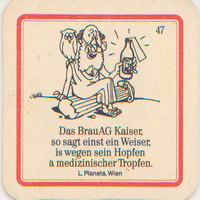 47
Das BrauAG Kaiser,
so sagt einst ein Weiser,
is wegen sein Hopfen
a medizinischer Tropfen.
L. Planeta, Wien